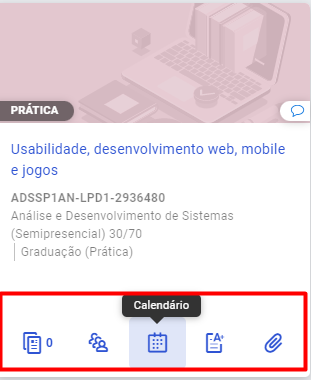 PRÁTICA
Usabilidade, desenvolvimento web, mobile
e jogos
ADSSP1AN-LPD1-2936480
Análise e Desenvolvimento de Sistemas
(Semipresencial) 30/70
Graduação (Prática)
Calendário
0
A+